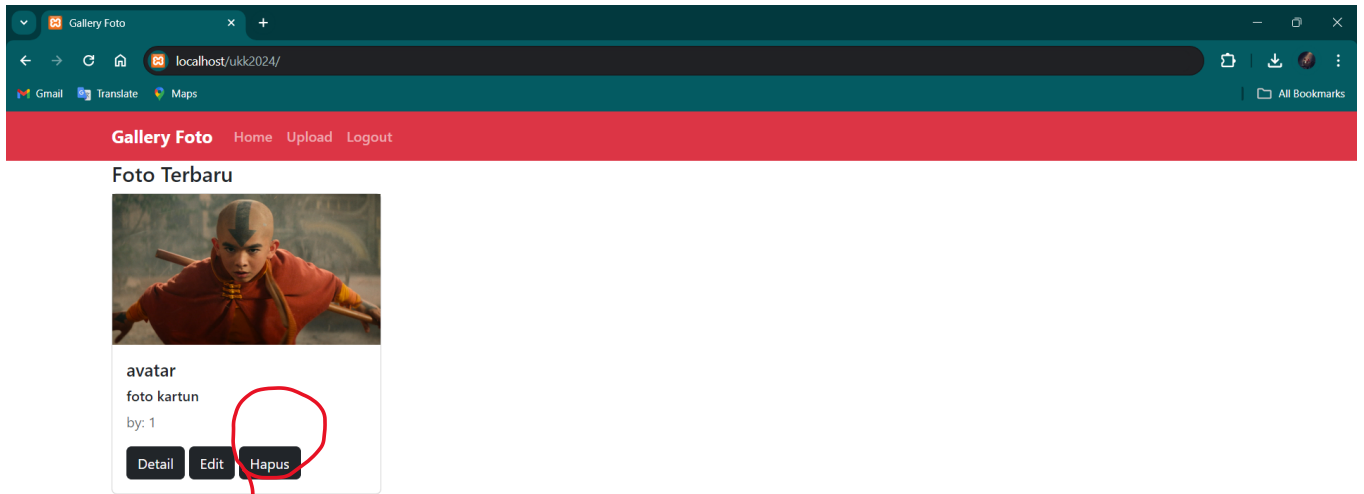 Gallery Foto
localhost/ukk2024/
Gmail Translate Maps All Bookmarks
Gallery Foto Home Upload Logout
Foto Terbaru
avatar
foto kartun
by: 1
Detail Edit Hapus